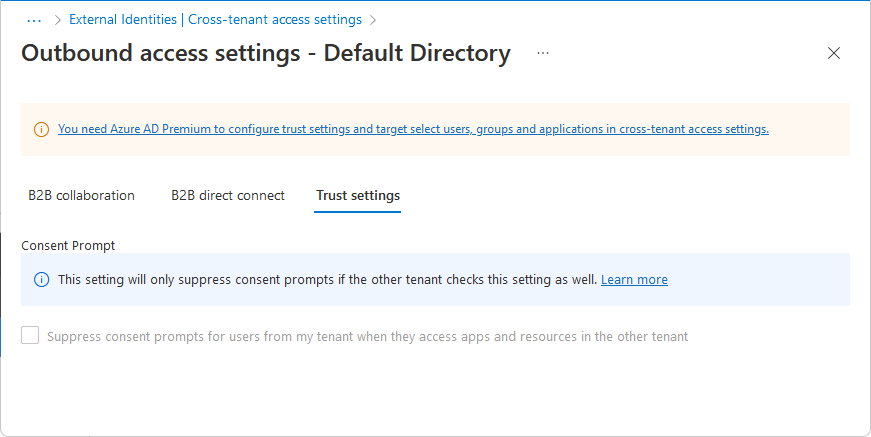 ... > External Identities | Cross-tenant access settings >
Outbound access settings - Default Directory ...
You need Azure AD Premium to configure trust settings and target select users, groups and applications in cross-tenant access settings.
B2B collaboration B2B direct connect Trust settings
Consent Prompt
This setting will only suppress consent prompts if the other tenant checks this setting as well. Learn more
Suppress consent prompts for users from my tenant when they access apps and resources in the other tenant